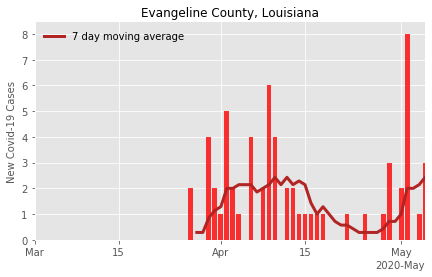 Evangeline County, Louisiana
7 day moving average
New Covid-19 Cases
8
7
6
5
4
3
2
1
0
Mar
15
Apr
15
May
2020-May